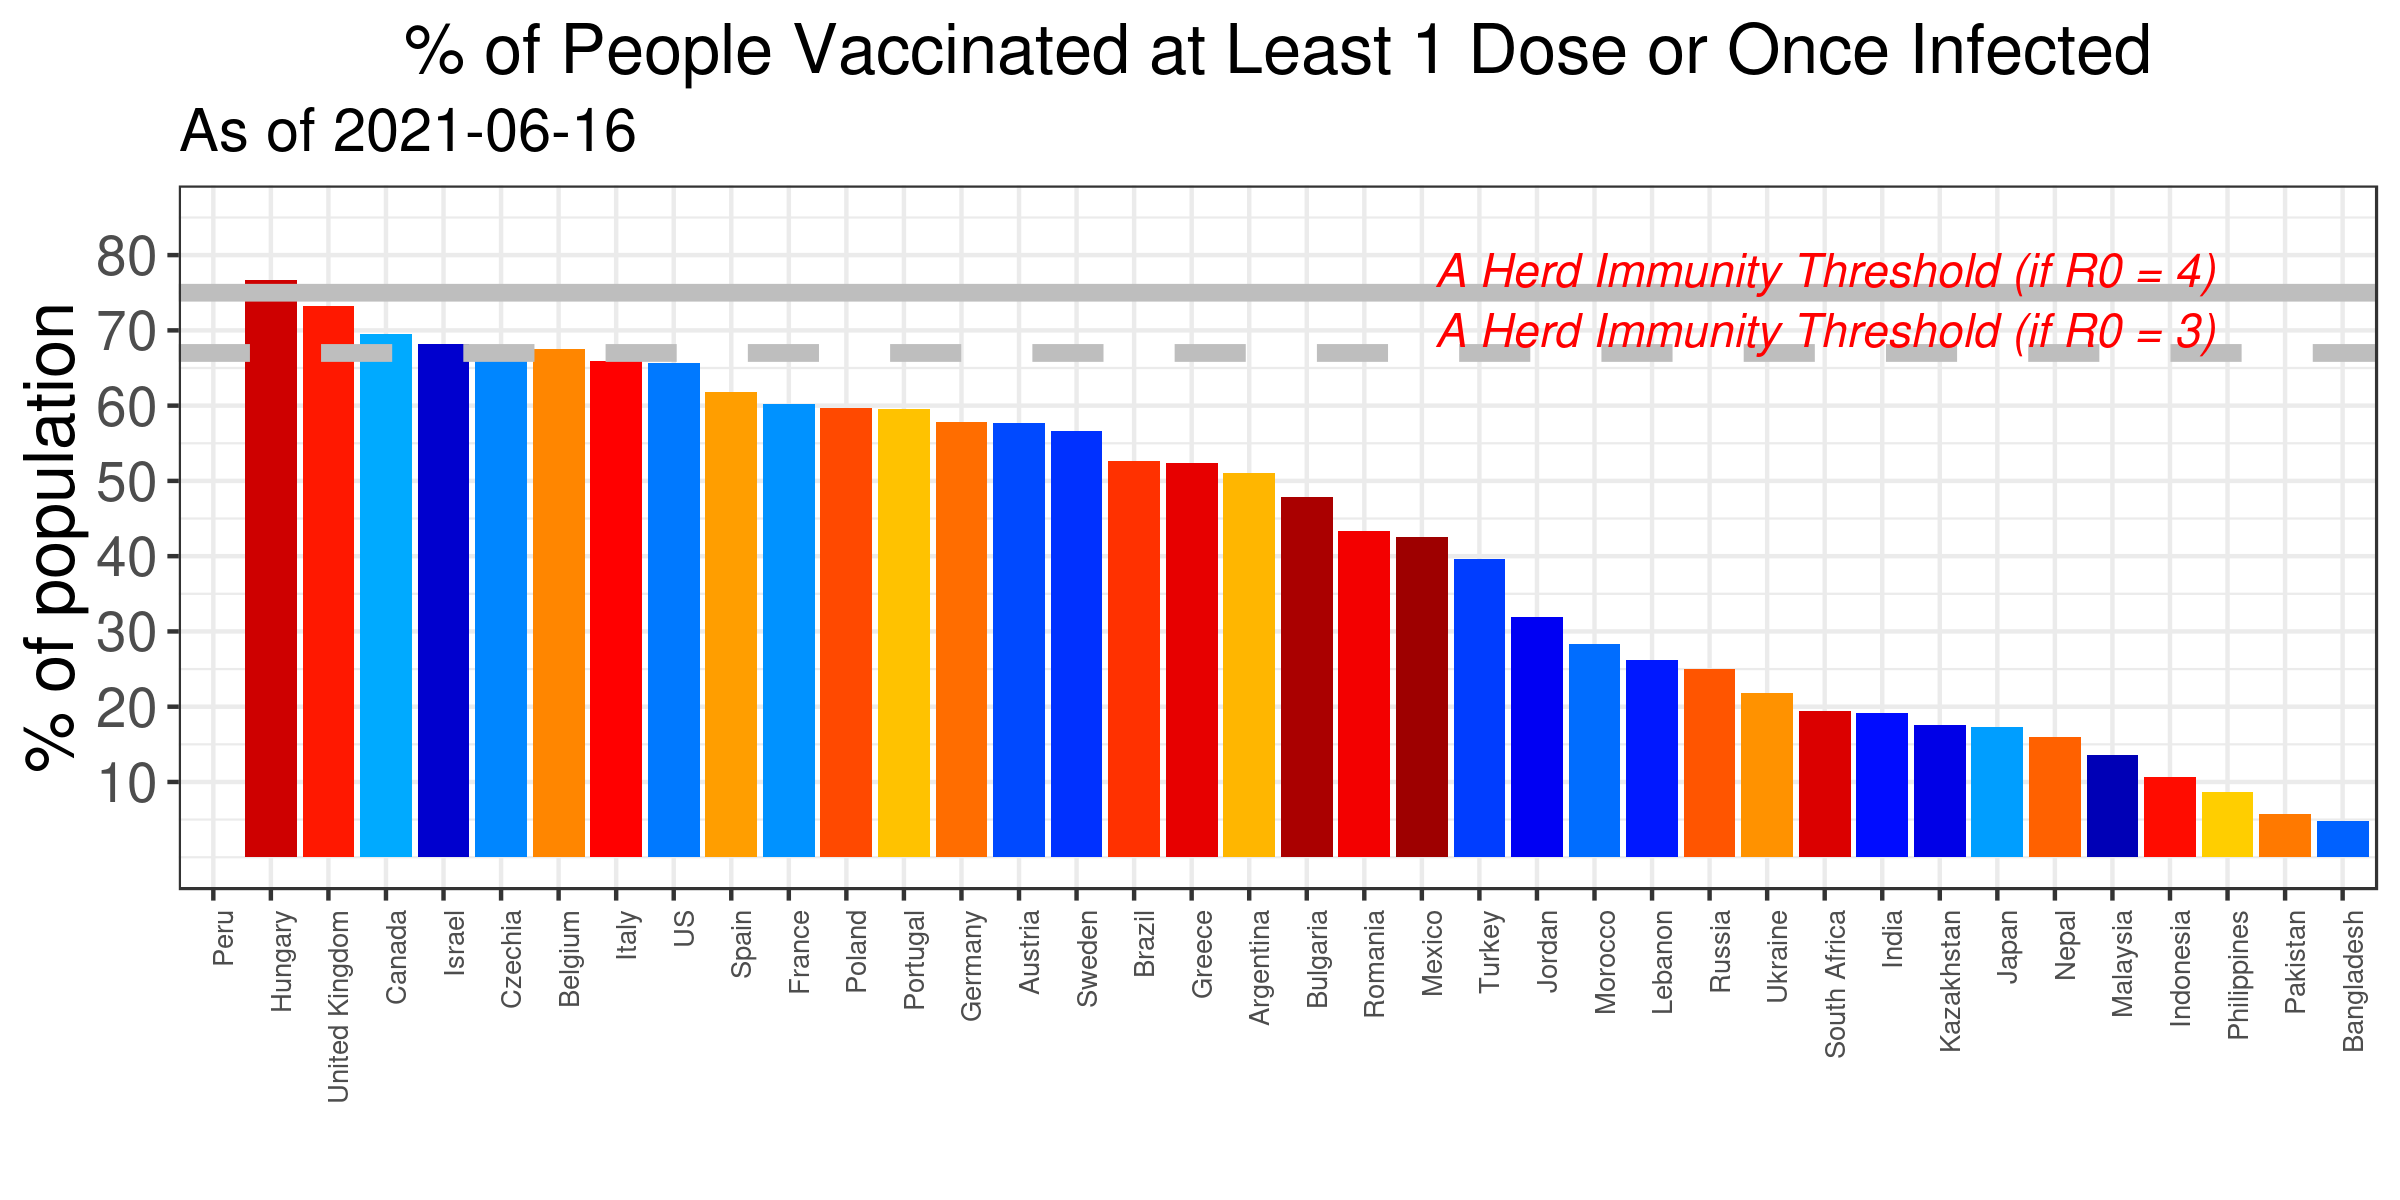 % of People Vaccinated at Least 1 Dose or Once Infected
As of 2021-06-16
% of population
80
70
60
50
40
30
20
10
A Herd Immunity Threshold (if R0 = 4)
A Herd Immunity Threshold (if R0 = 3)
Peru
Hungary
United Kingdom
Canada
Israel
Czechia
Belgium
Italy
US
Spain
France
Poland
Portugal
Germany
Austria
Sweden
Brazil
Greece
Argentina
Bulgaria
Romania
Mexico
Turkey
Jordan
Morocco
Lebanon
Russia
Ukraine
South Africa
India
Kazakhstan
Japan
Nepal
Malaysia
Indonesia
Philippines
Pakistan
Bangladesh